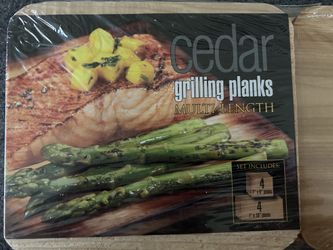 cedar
grilling planks
MULTI-LENGTH
SET INCLUDES:
4
4